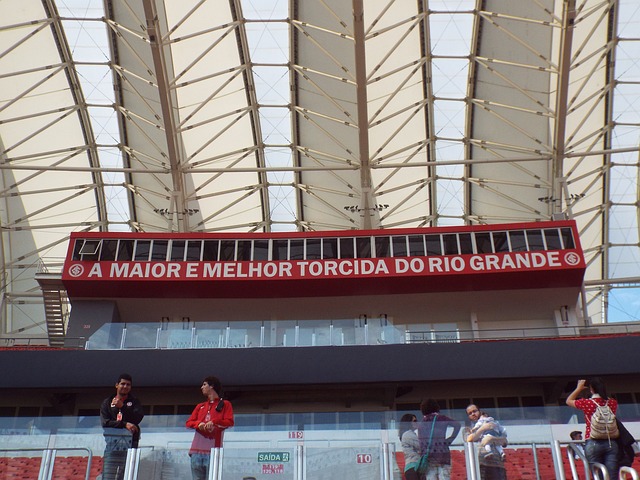 A MAIOR E MELHOR TORCIDA DO RIO GRANDE
119
SAÍDA
10